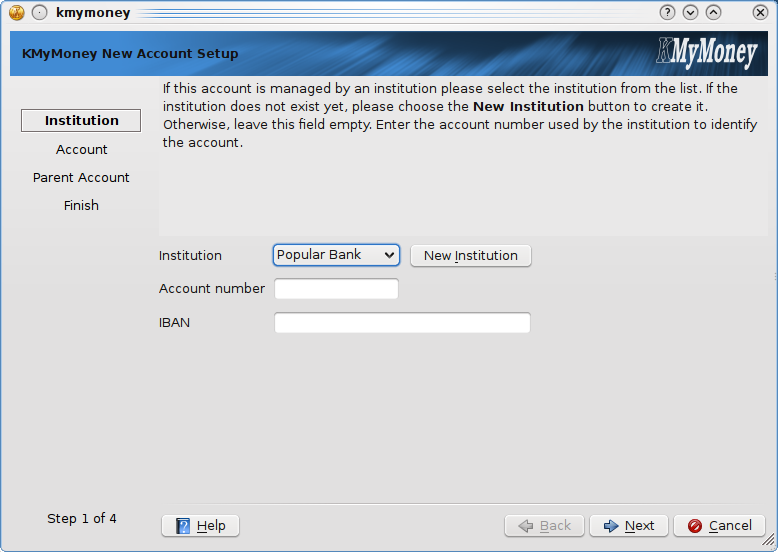 kmymoney
KMyMoney New Account Setup
KMyMoney
If this account is managed by an institution please select the institution from the list. If the
institution does not exist yet, please choose the New Institution button to create it.
Otherwise, leave this field empty. Enter the account number used by the institution to identify
the account.
Institution
Account
Parent Account
Finish
Institution
Popular Bank
New Institution
Account number
IBAN
Step 1 of 4
Help
Back
Next
Cancel